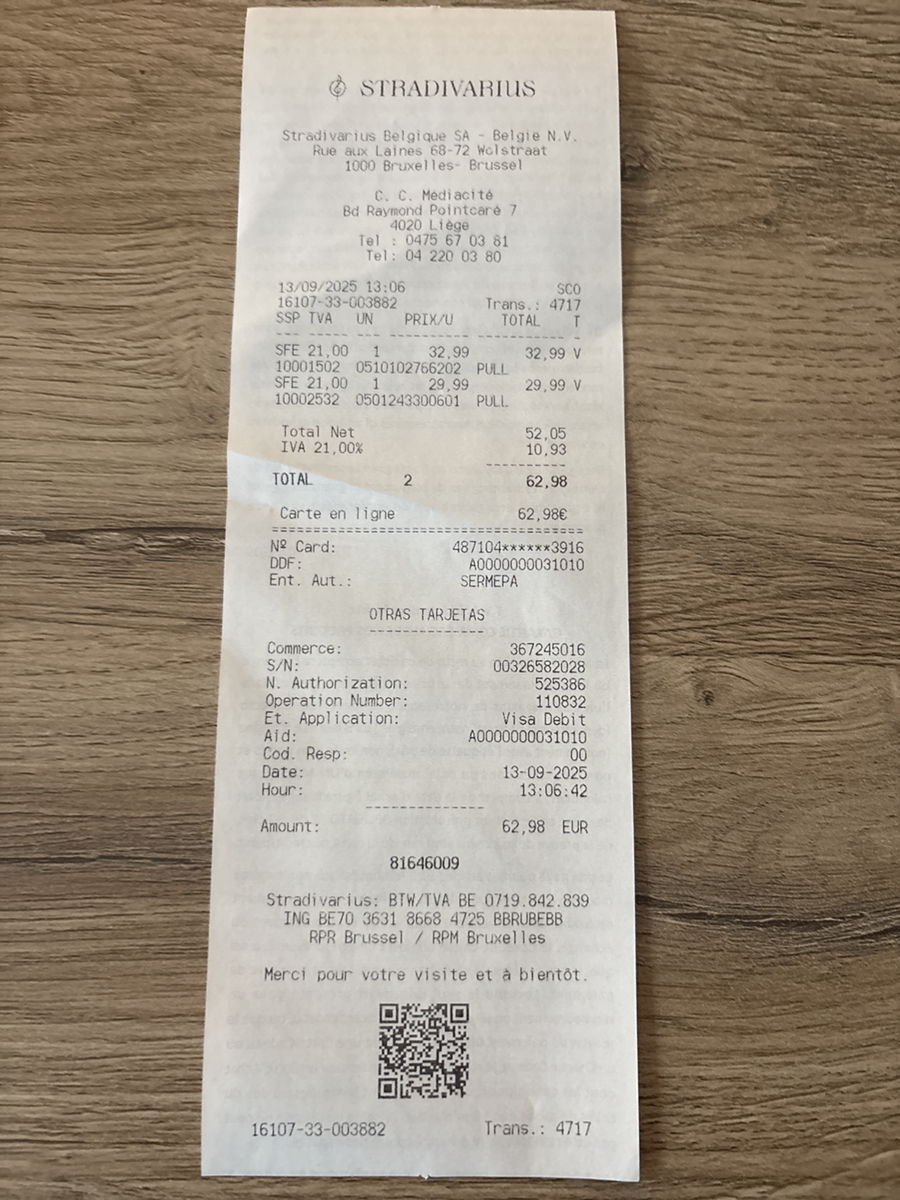 STRADIVARIUS
Stradivarius Belgique SA - Belgie N.V.
Rue aux Laines 68-72 Wolstraat
1000 Bruxelles- Brussel
C. C. Médiacité
Bd Raymond Pointcaré 7
4020 Liège
Tel : 0475 67 03 81
Tel: 04 220 03 80
13/09/2025 13:06 SCO
16107-33-003882 Trans.: 4717
SSP TVA UN PRIX/U TOTAL T
SFE 21,00 1 32,99 32,99 V
10001502 0510102766202 PULL
SFE 21,00 1 29,99 29,99 V
10002532 0501243300601 PULL
Total Net 52,05
IVA 21,00% 10,93
TOTAL 2 62,98
Carte en ligne 62,98€
Nº Card: 487104******3916
DDF: A0000000031010
Ent. Aut.: SERMEPA
OTRAS TARJETAS
Commerce: 367245016
S/N: 00326582028
N. Authorization: 525386
Operation Number: 110832
Et. Application: Visa Debit
Aid: A0000000031010
Cod. Resp: 00
Date: 13-09-2025
Hour: 13:06:42
Amount: 62,98 EUR
81646009
Stradivarius: BTW/TVA BE 0719.842.839
ING BE70 3631 8668 4725 BBRUBEBB
RPR Brussel / RPM Bruxelles
Merci pour votre visite et à bientôt.
16107-33-003882 Trans.: 4717